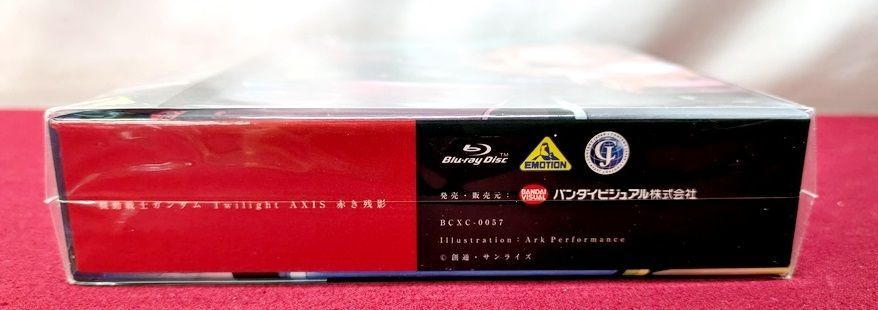 機動戦士ガンダム Twilight AXIS 赤き残影
Blu-ray Disc™
EMOTION
発売・販売元：
BANDAI VISUAL
バンダイビジュアル株式会社
BCXC-0057
Illustration：Ark Performance
©創通・サンライズ